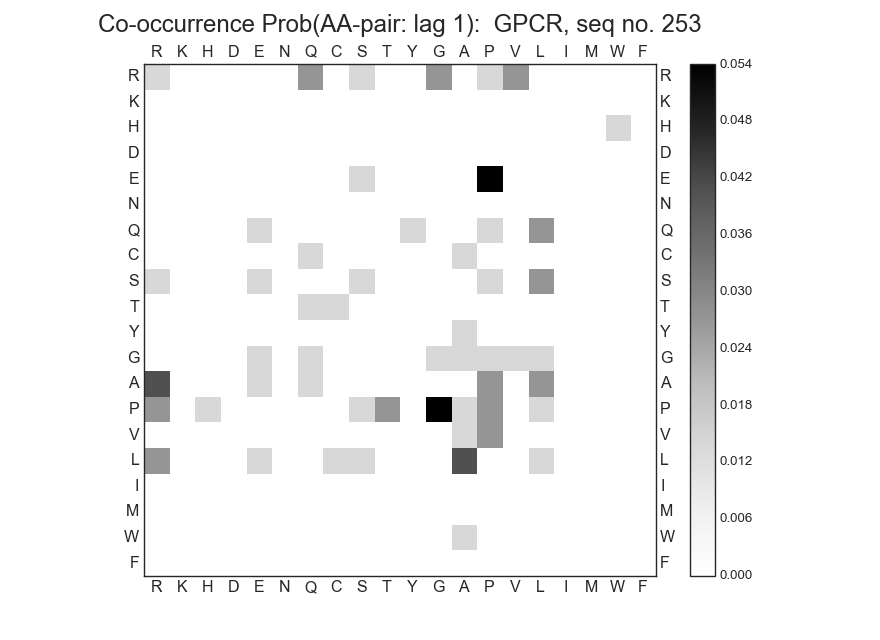 Co-occurrence Prob(AA-pair: lag 1):  GPCR, seq no. 253
R K H D E N Q C S T Y G A P V L I M W F
R R 0.054
K K
0.048
H H
D D
0.042
E E
N N
0.036
Q Q
C C
0.030
S S
T T
Y Y
0.024
G G
A A
0.018
P P
V V
0.012
L L
I I
0.006
M M
W W
F F
0.000
R K H D E N Q C S T Y G A P V L I M W F